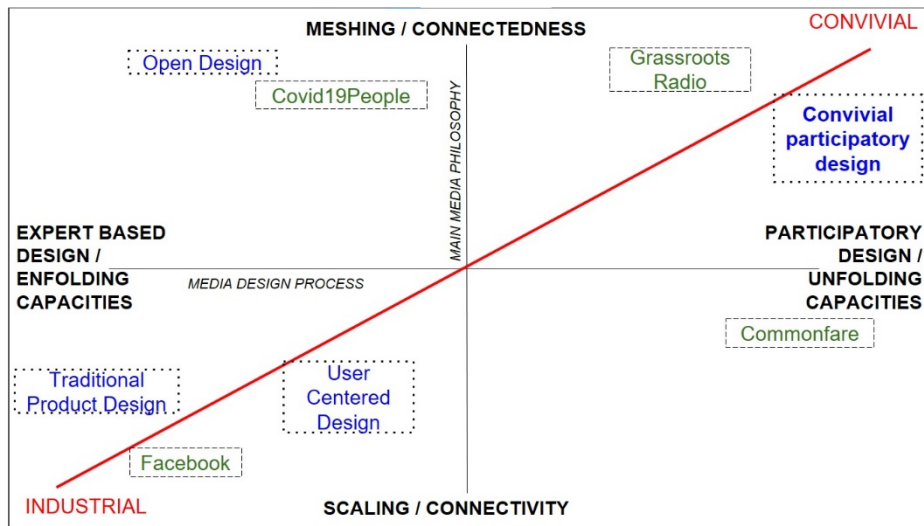 MESHING / CONNECTEDNESS
CONVIVIAL
Open Design
Covid19People
Grassroots
Radio
Convivial
participatory
design
MAIN MEDIA PHILOSOPHY
EXPERT BASED
DESIGN /
ENFOLDING
CAPACITIES
MEDIA DESIGN PROCESS
PARTICIPATORY
DESIGN /
UNFOLDING
CAPACITIES
Commonfare
Traditional
Product Design
User
Centered
Design
Facebook
INDUSTRIAL
SCALING / CONNECTIVITY